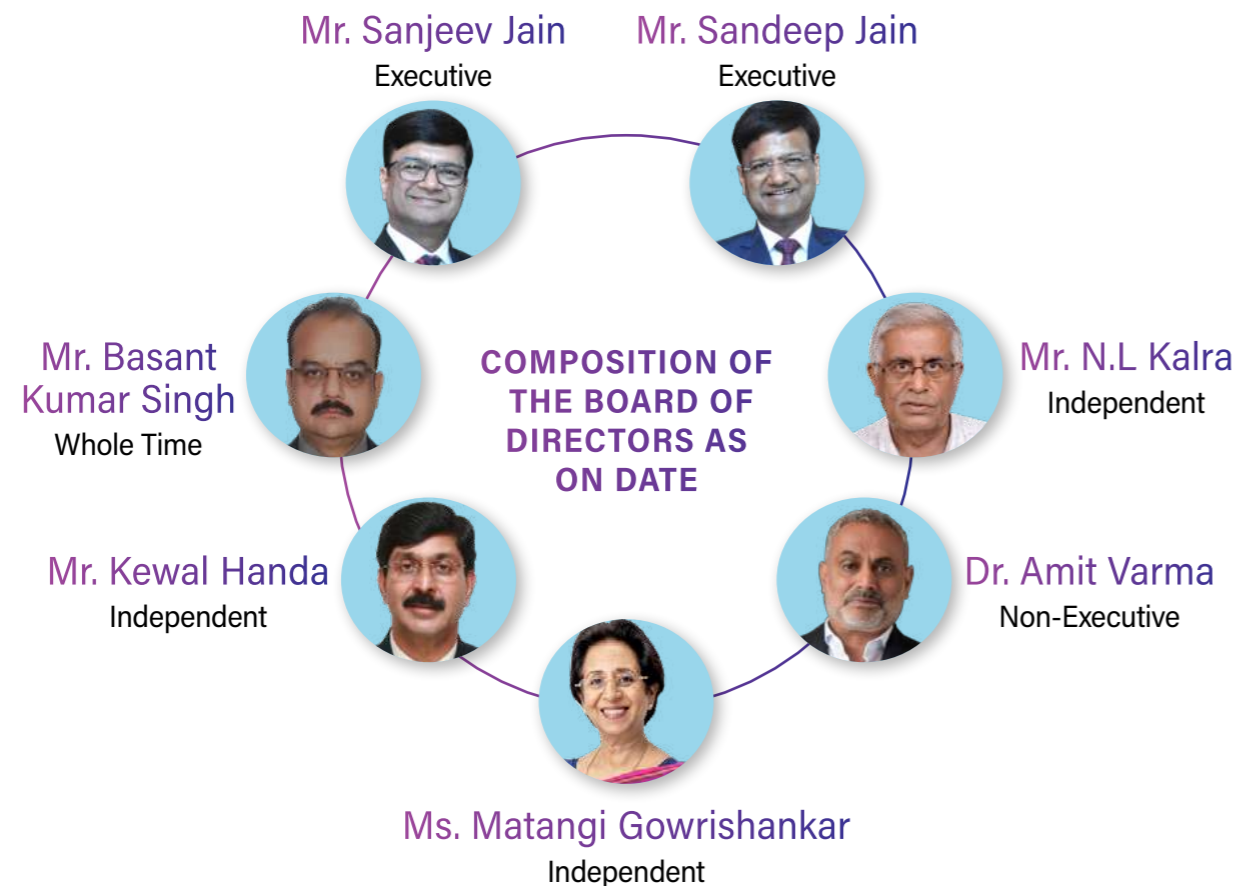 Mr. Sanjeev Jain
Executive
Mr. Sandeep Jain
Executive
Mr. Basant
Kumar Singh
Whole Time
COMPOSITION OF
THE BOARD OF
DIRECTORS AS
ON DATE
Mr. N.L Kalra
Independent
Mr. Kewal Handa
Independent
Dr. Amit Varma
Non-Executive
Ms. Matangi Gowrishankar
Independent